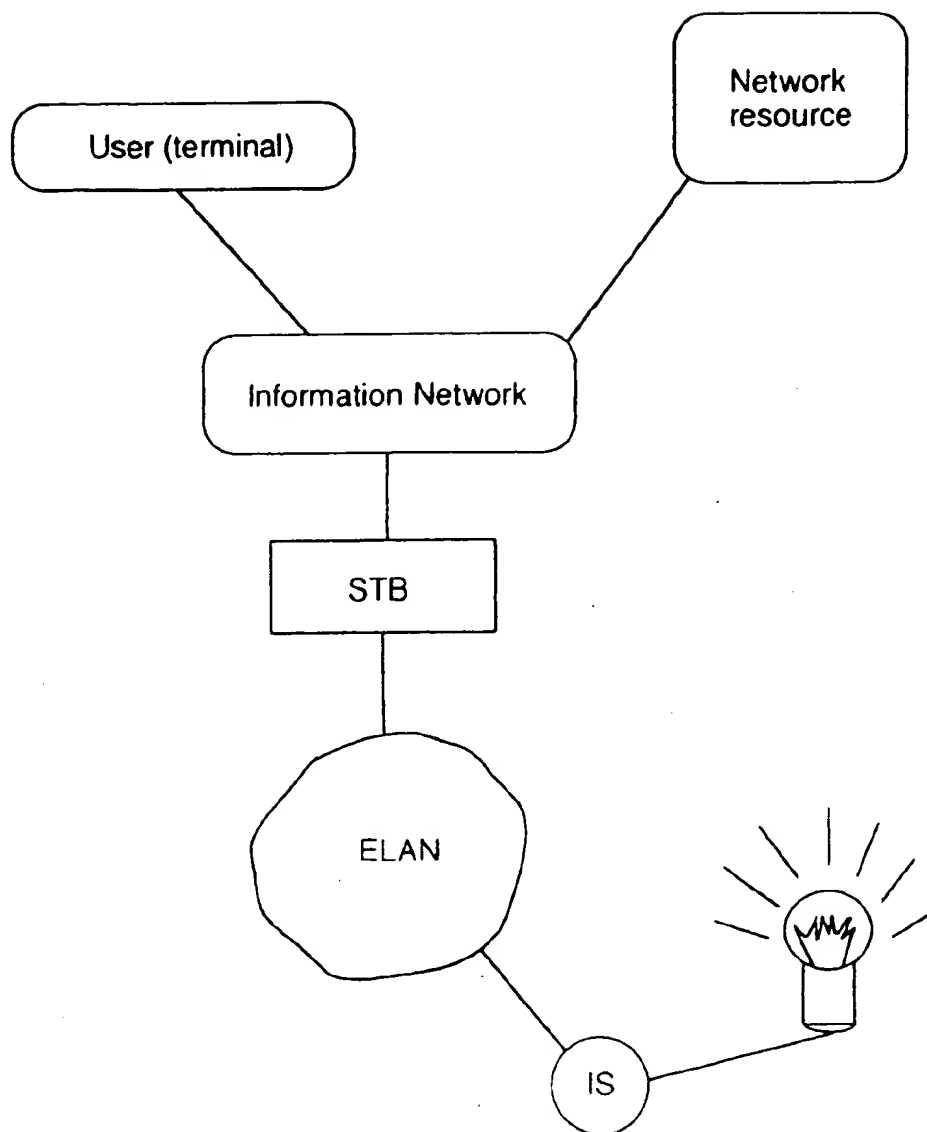 Network
resource
User (terminal)
Information Network
STB
ELAN
IS